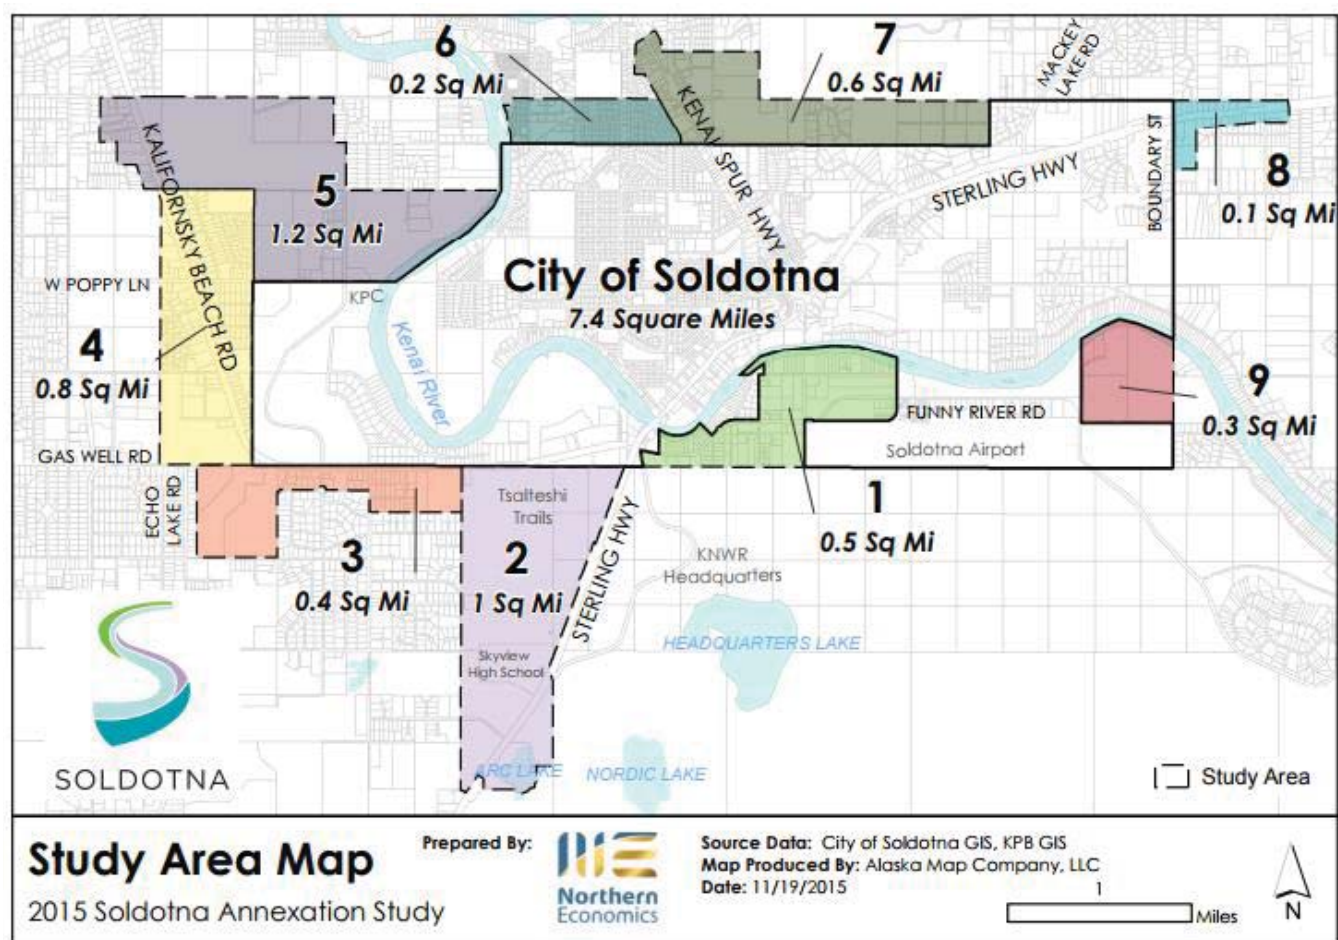 6
0.2 Sq Mi
7
0.6 Sq Mi
MACKEY
LAKE RD
KENAI SPUR HWY
KALIFORNSKY BEACH RD
5
1.2 Sq Mi
STERLING HWY
BOUNDARY ST
8
0.1 Sq Mi
City of Soldotna
7.4 Square Miles
W POPPY LN
KPC
Kenai River
4
0.8 Sq Mi
9
0.3 Sq Mi
FUNNY RIVER RD
Soldotna Airport
GAS WELL RD
ECHO
LAKE RD
Tsalteshi
Trails
STERLING HWY
1
0.5 Sq Mi
3
0.4 Sq Mi
2
1 Sq Mi
KNWR
Headquarters
HEADQUARTERS LAKE
Skyview
High School
SOLDOTNA
ARC LAKE
NORDIC LAKE
Study Area
Study Area Map
2015 Soldotna Annexation Study
Prepared By:
NE
Northern
Economics
Source Data: City of Soldotna GIS, KPB GIS
Map Produced By: Alaska Map Company, LLC
Date: 11/19/2015
1
Miles
N